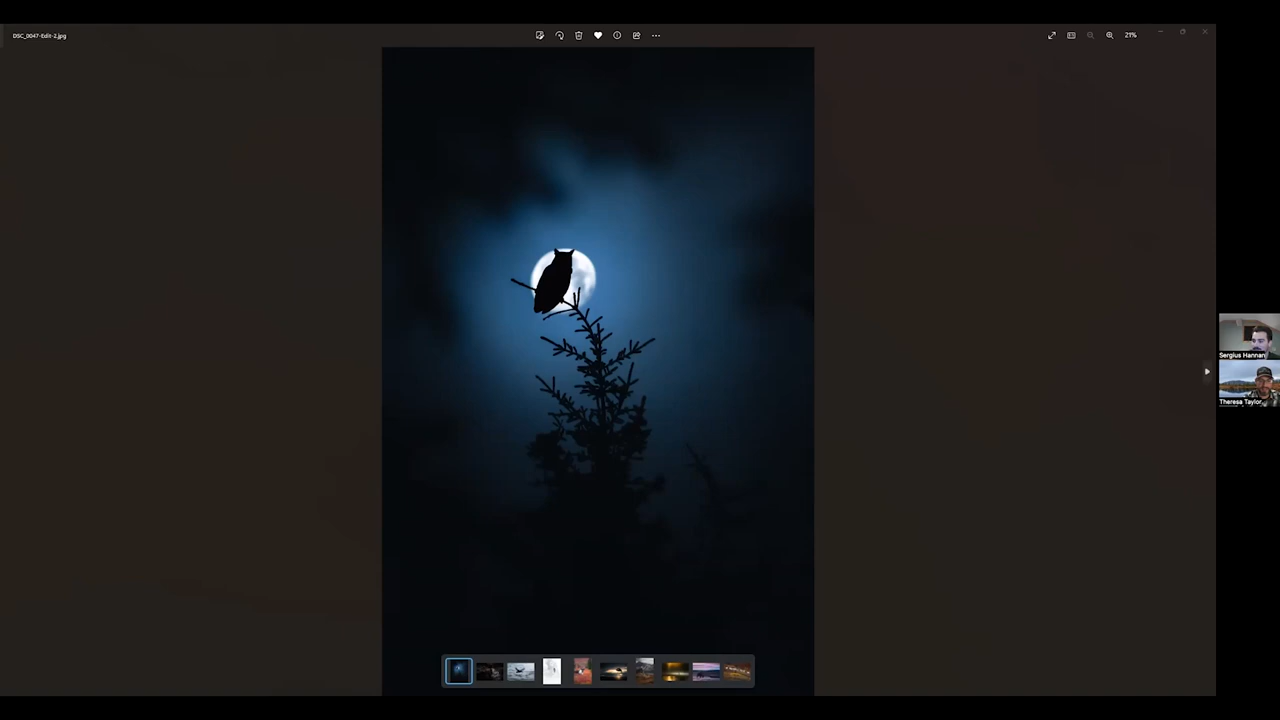 DSC_0047-Edit-2.jpg
21%
Sergius Hannan
Theresa Taylor